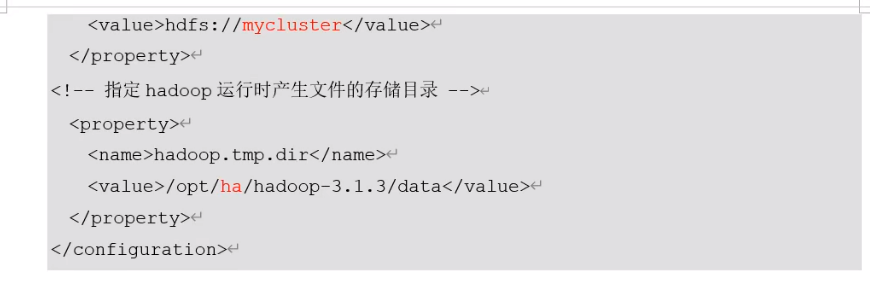 <value>hdfs://mycluster</value>↵
</property>↵
<!-- 指定 hadoop 运行时产生文件的存储目录 -->↵
<property>↵
<name>hadoop.tmp.dir</name>↵
<value>/opt/ha/hadoop-3.1.3/data</value>↵
</property>↵
</configuration>↵